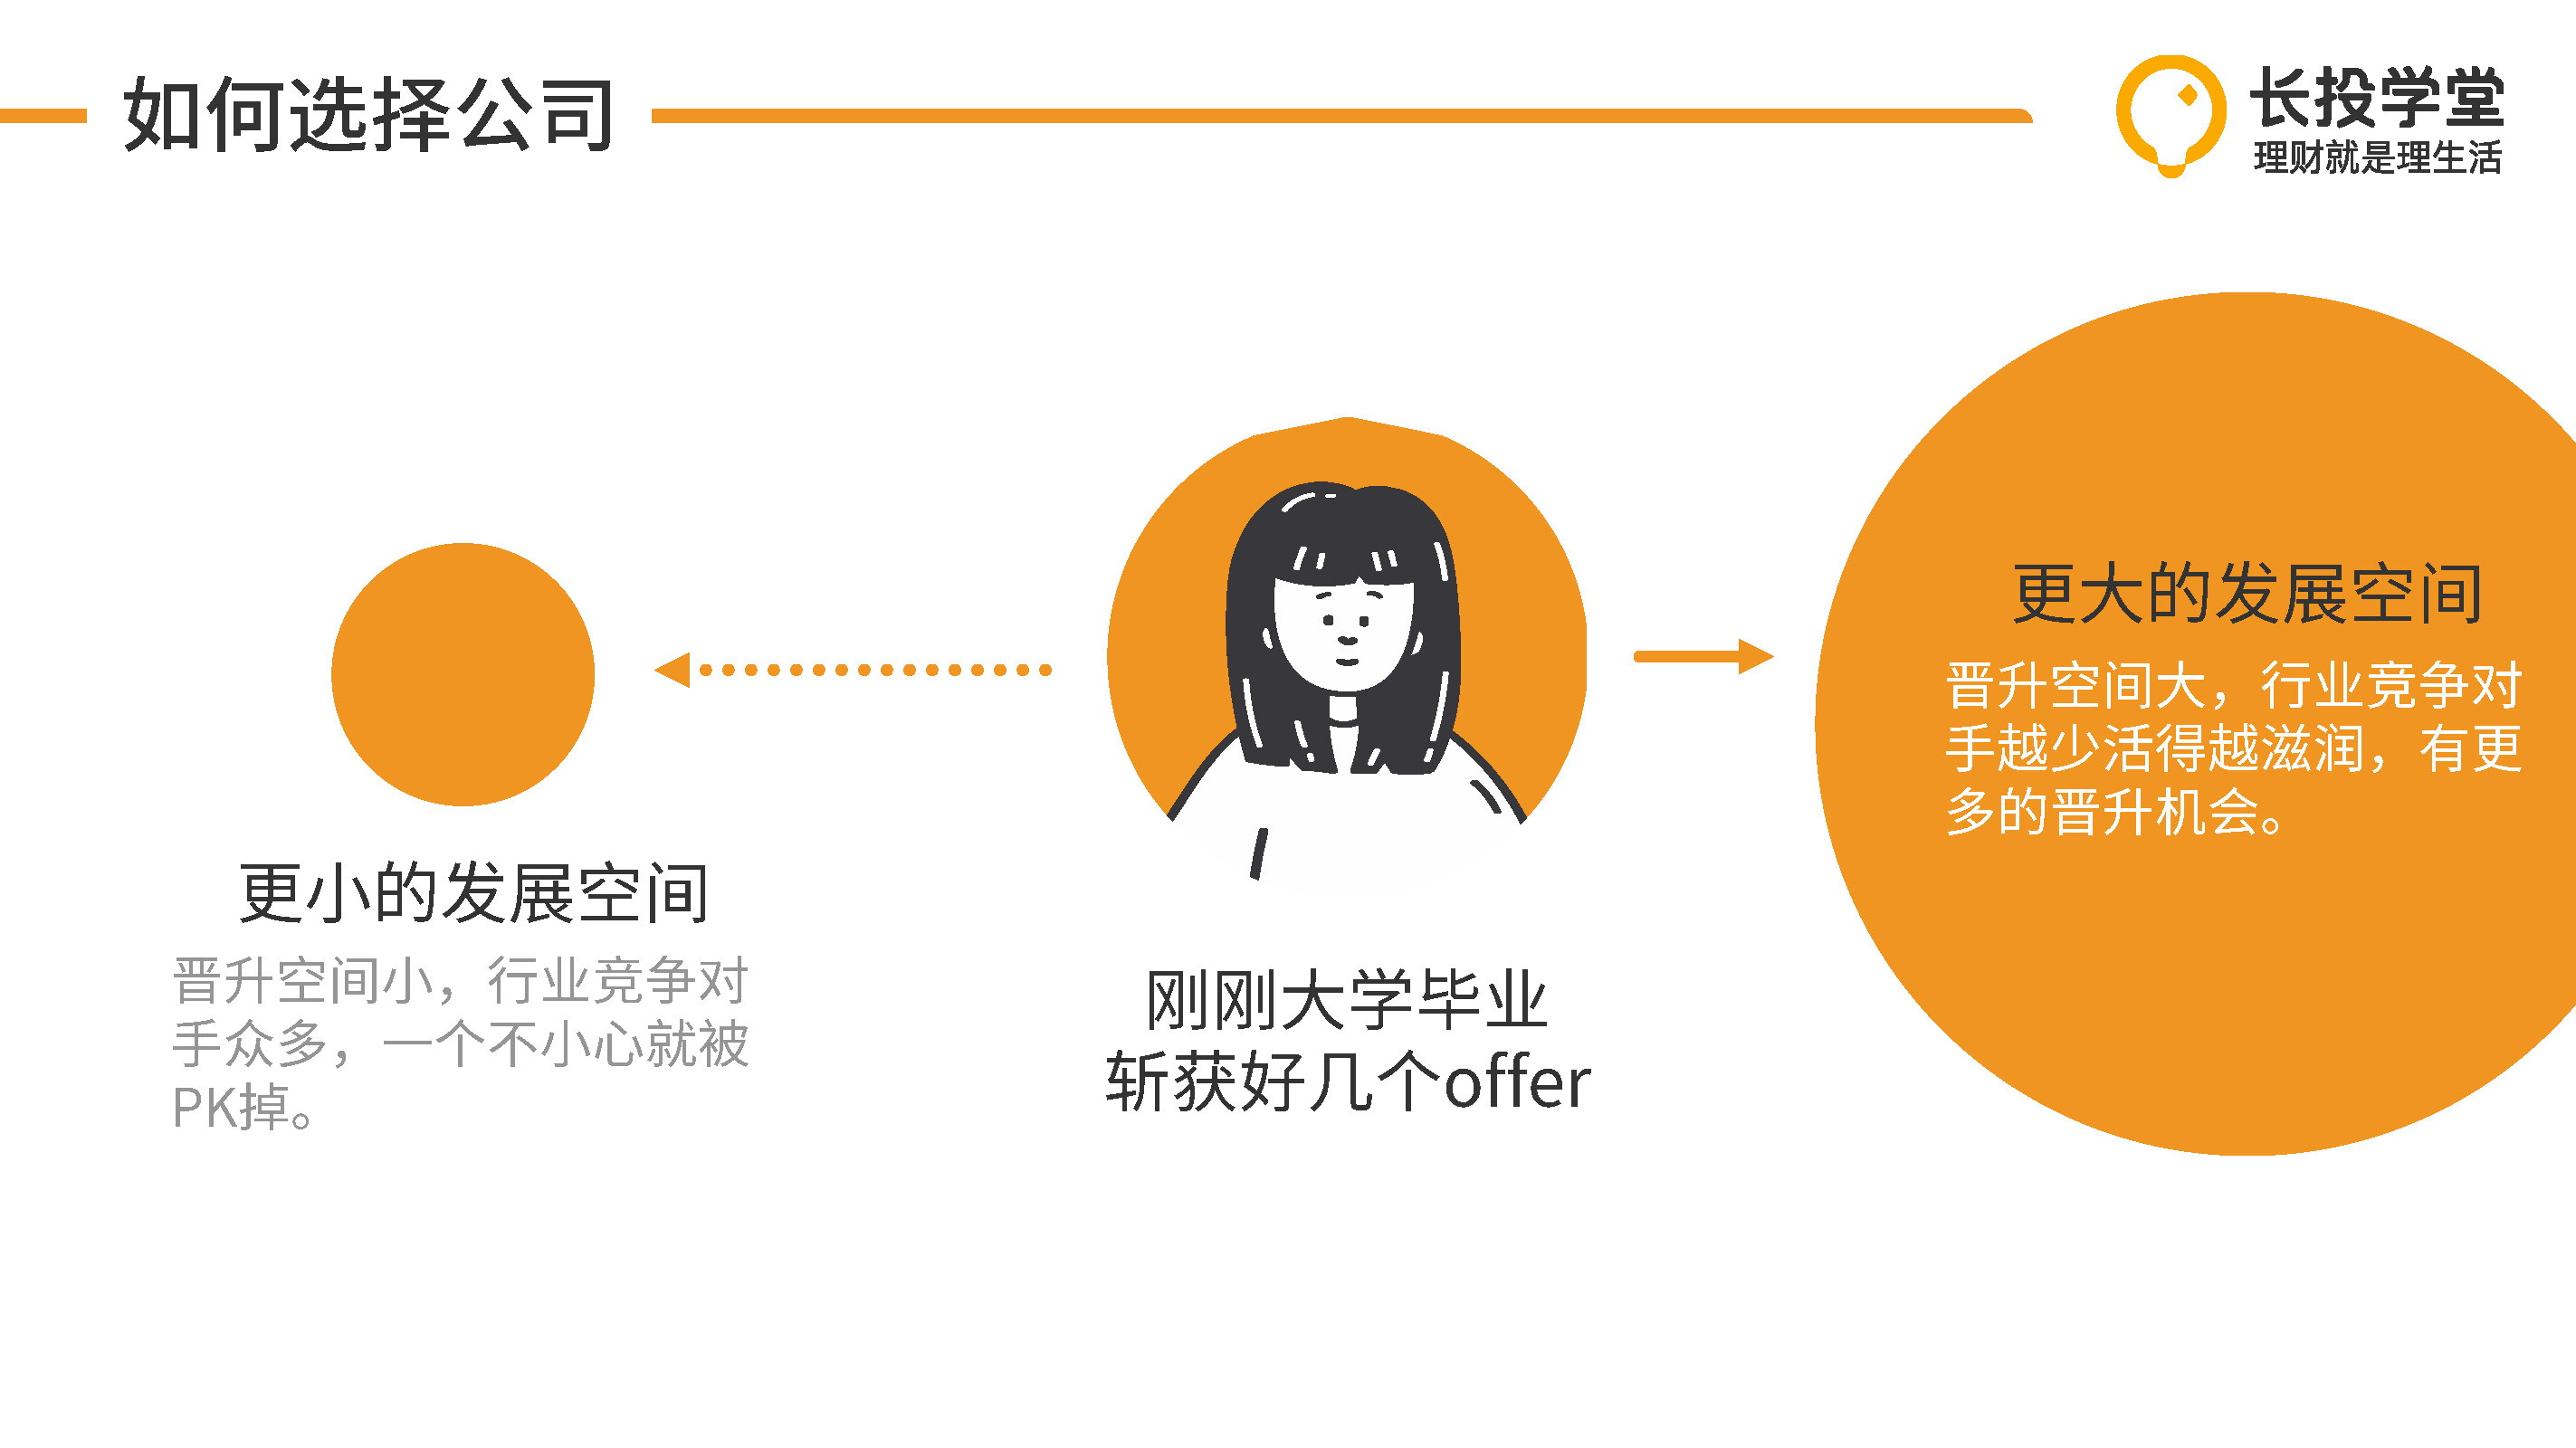 如何选择公司
长投学堂
理财就是理生活
更小的发展空间
晋升空间小，行业竞争对
手众多，一个不小心就被
PK掉。
刚刚大学毕业
斩获好几个offer
更大的发展空间
晋升空间大，行业竞争对
手越少活得越滋润，有更
多的晋升机会。